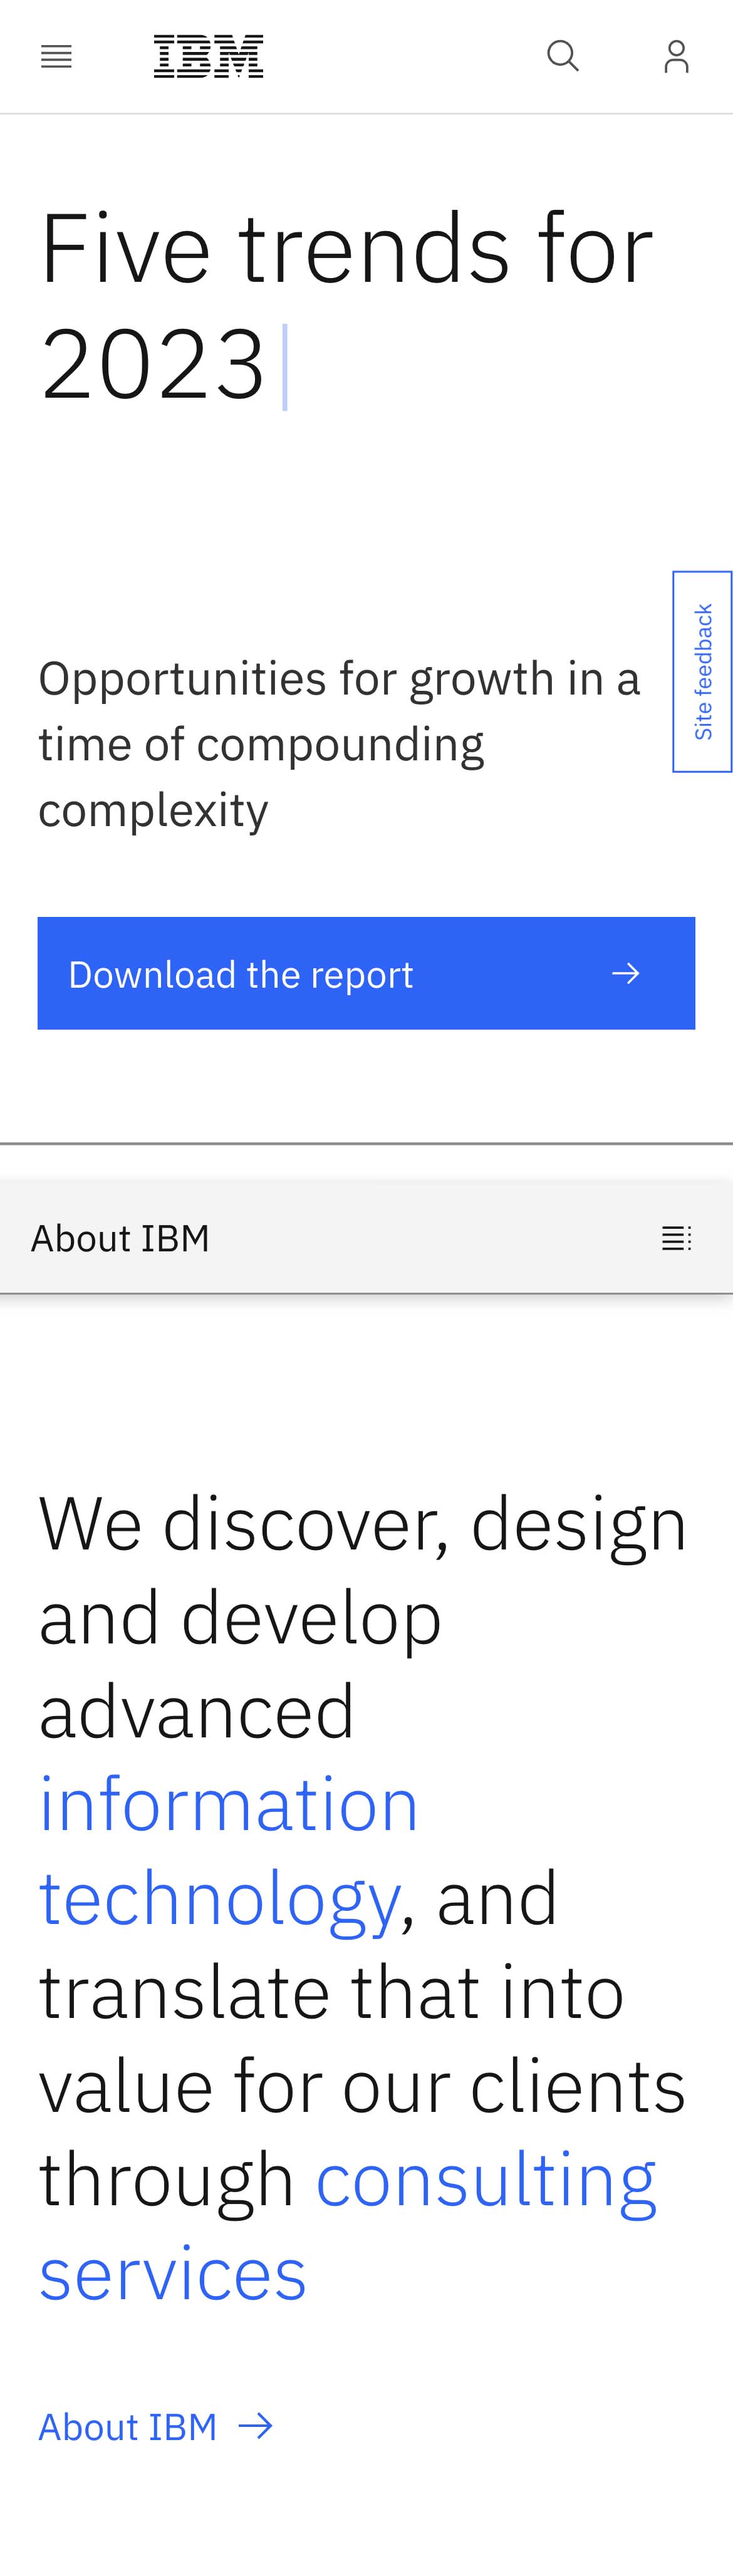 IBM
Five trends for
2023
Site feedback
Opportunities for growth in a
time of compounding
complexity
Download the report
About IBM
We discover, design
and develop
advanced
information
technology, and
translate that into
value for our clients
through consulting
services
About IBM